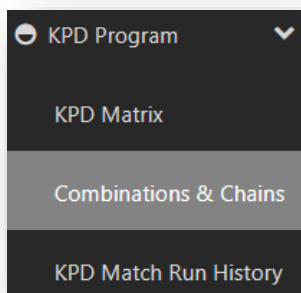 KPD Program
KPD Matrix
Combinations & Chains
KPD Match Run History